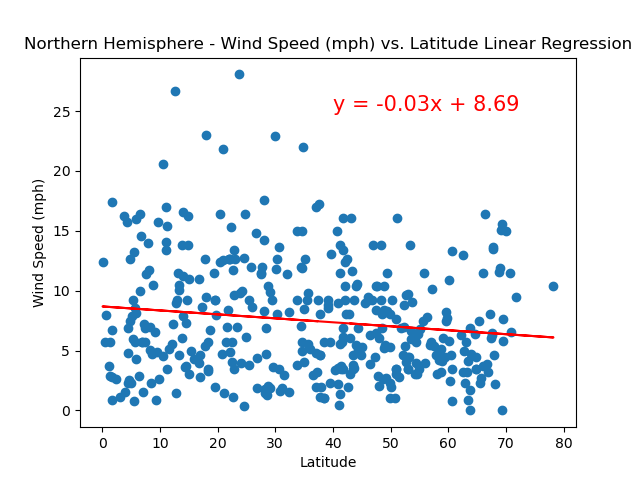 Northern Hemisphere - Wind Speed (mph) vs. Latitude Linear Regression
y = -0.03x + 8.69
Wind Speed (mph)
25
20
15
10
5
0
0 10 20 30 40 50 60 70 80
Latitude